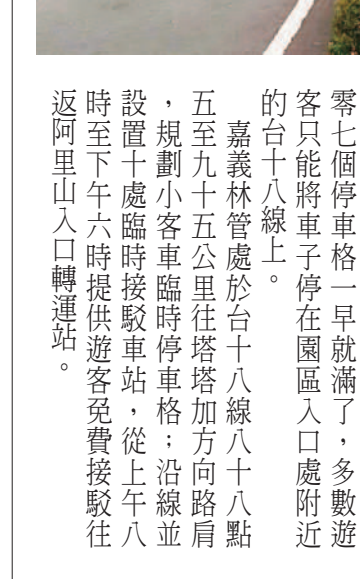 零七個停車格一早就滿了，多數遊
客只能將車子停在園區入口處附近
的台十八線上。
嘉義林管處於台十八線八十八點
五至九十五公里往塔塔加方向路肩
，規劃小客車臨時停車格；沿線並
設置十處臨時接駁車站，從上午八
時至下午六時提供遊客免費接駁往
返阿里山入口轉運站。